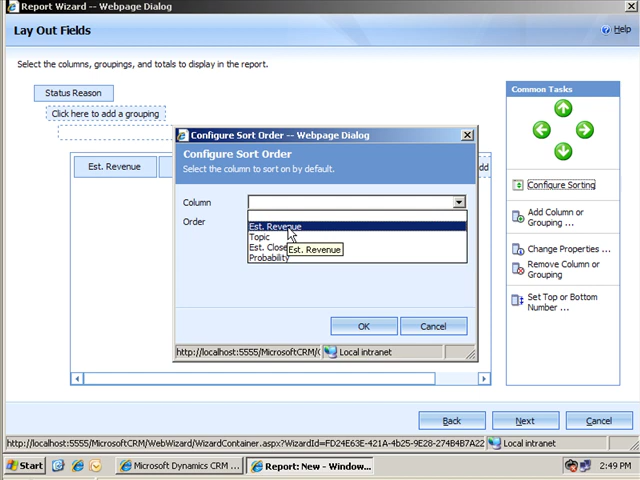 Report Wizard -- Webpage Dialog
Lay Out Fields
Help
Select the columns, groupings, and totals to display in the report.
Status Reason
Click here to add a grouping
Est. Revenue
dd
Common Tasks
Configure Sorting
Add Column or
Grouping ...
Change Properties ...
Remove Column or
Grouping
Set Top or Bottom
Number ...
Configure Sort Order -- Webpage Dialog
Configure Sort Order
Select the column to sort on by default.
Column
Order
Est. Revenue
Topic
Est. Close
Est. Revenue
Probability
OK
Cancel
http://localhost:5555/MicrosoftCRM/
Local intranet
Back
Next
Cancel
http://localhost:5555/MicrosoftCRM/WebWizard/WizardContainer.aspx?WizardId=FD24E63E-421A-4b25-9E28-274B4B7A22
Local intranet
Start
Microsoft Dynamics CRM ...
Report: New - Window...
2:49 PM